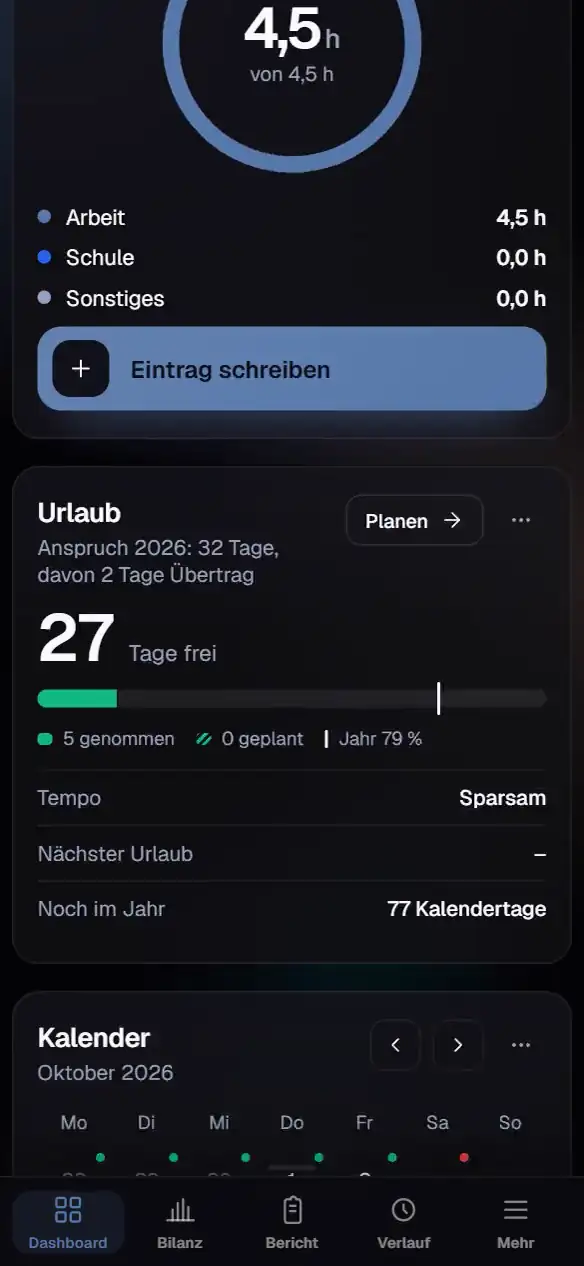 4,5 h
von 4,5 h
Arbeit 4,5 h
Schule 0,0 h
Sonstiges 0,0 h
Eintrag schreiben
Urlaub
Planen
Anspruch 2026: 32 Tage,
davon 2 Tage Übertrag
27 Tage frei
5 genommen 0 geplant Jahr 79 %
Tempo Sparsam
Nächster Urlaub –
Noch im Jahr 77 Kalendertage
Kalender
Oktober 2026
Mo Di Mi Do Fr Sa So
Dashboard Bilanz Bericht Verlauf Mehr